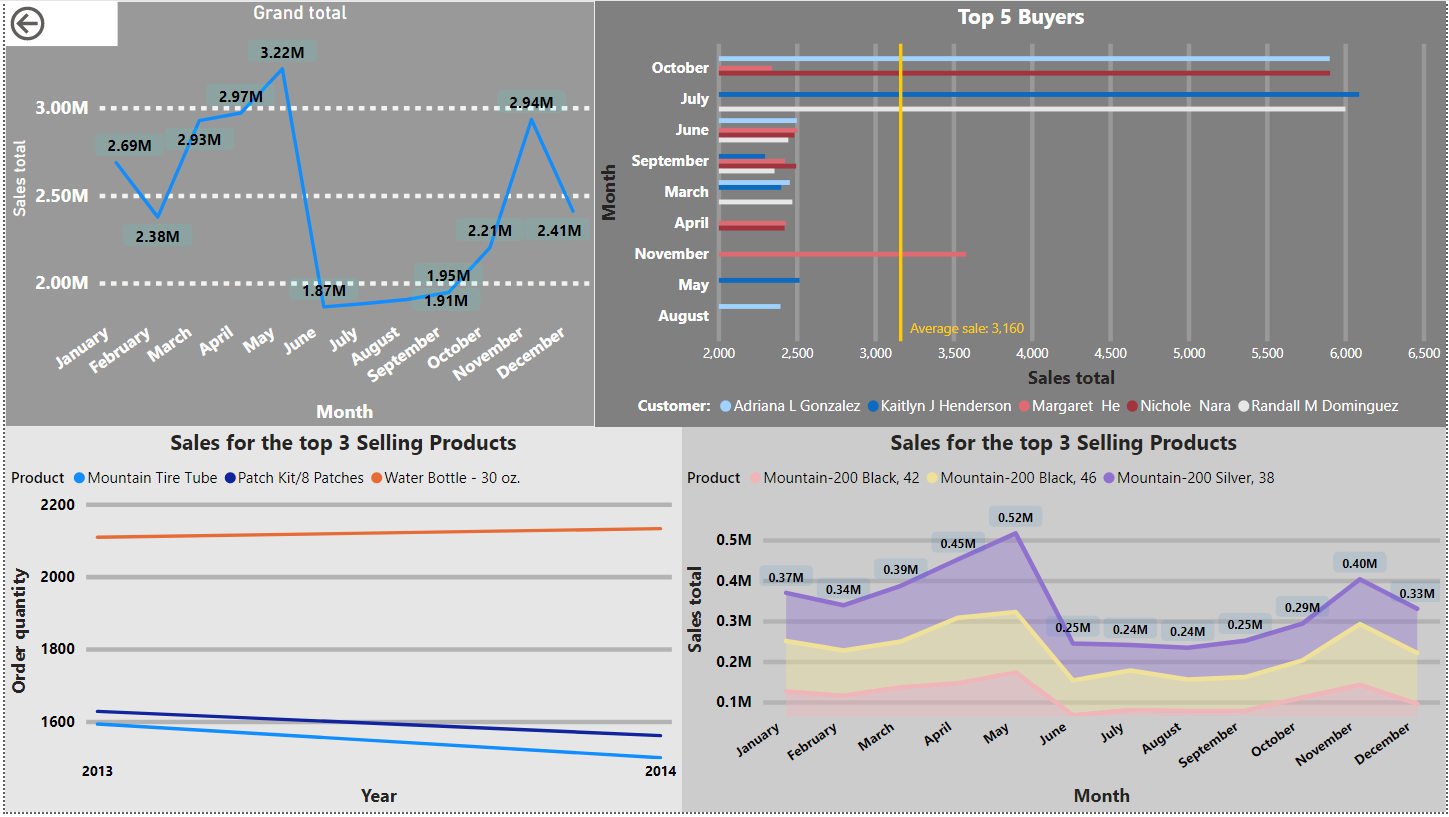 Grand total
3.22M
2.97M
2.94M
3.00M
2.93M
2.69M
2.50M
2.38M
2.21M
2.41M
1.95M
2.00M
1.87M
1.91M
Sales total
January
February
March
April
May
June
July
August
September
October
November
December
Month
Top 5 Buyers
October
July
June
September
March
April
November
May
August
Month
Average sale: 3,160
2,000 2,500 3,000 3,500 4,000 4,500 5,000 5,500 6,000 6,500
Sales total
Customer: Adriana L Gonzalez Kaitlyn J Henderson Margaret He Nichole Nara Randall M Dominguez
Sales for the top 3 Selling Products
Product Mountain Tire Tube Patch Kit/8 Patches Water Bottle - 30 oz.
2200
2000
1800
1600
Order quantity
2013 2014
Year
Sales for the top 3 Selling Products
Product Mountain-200 Black, 42 Mountain-200 Black, 46 Mountain-200 Silver, 38
0.5M
0.4M
0.3M
0.2M
0.1M
Sales total
0.37M
0.34M
0.39M
0.45M
0.52M
0.25M
0.24M
0.24M
0.25M
0.29M
0.40M
0.33M
January
February
March
April
May
June
July
August
September
October
November
December
Month